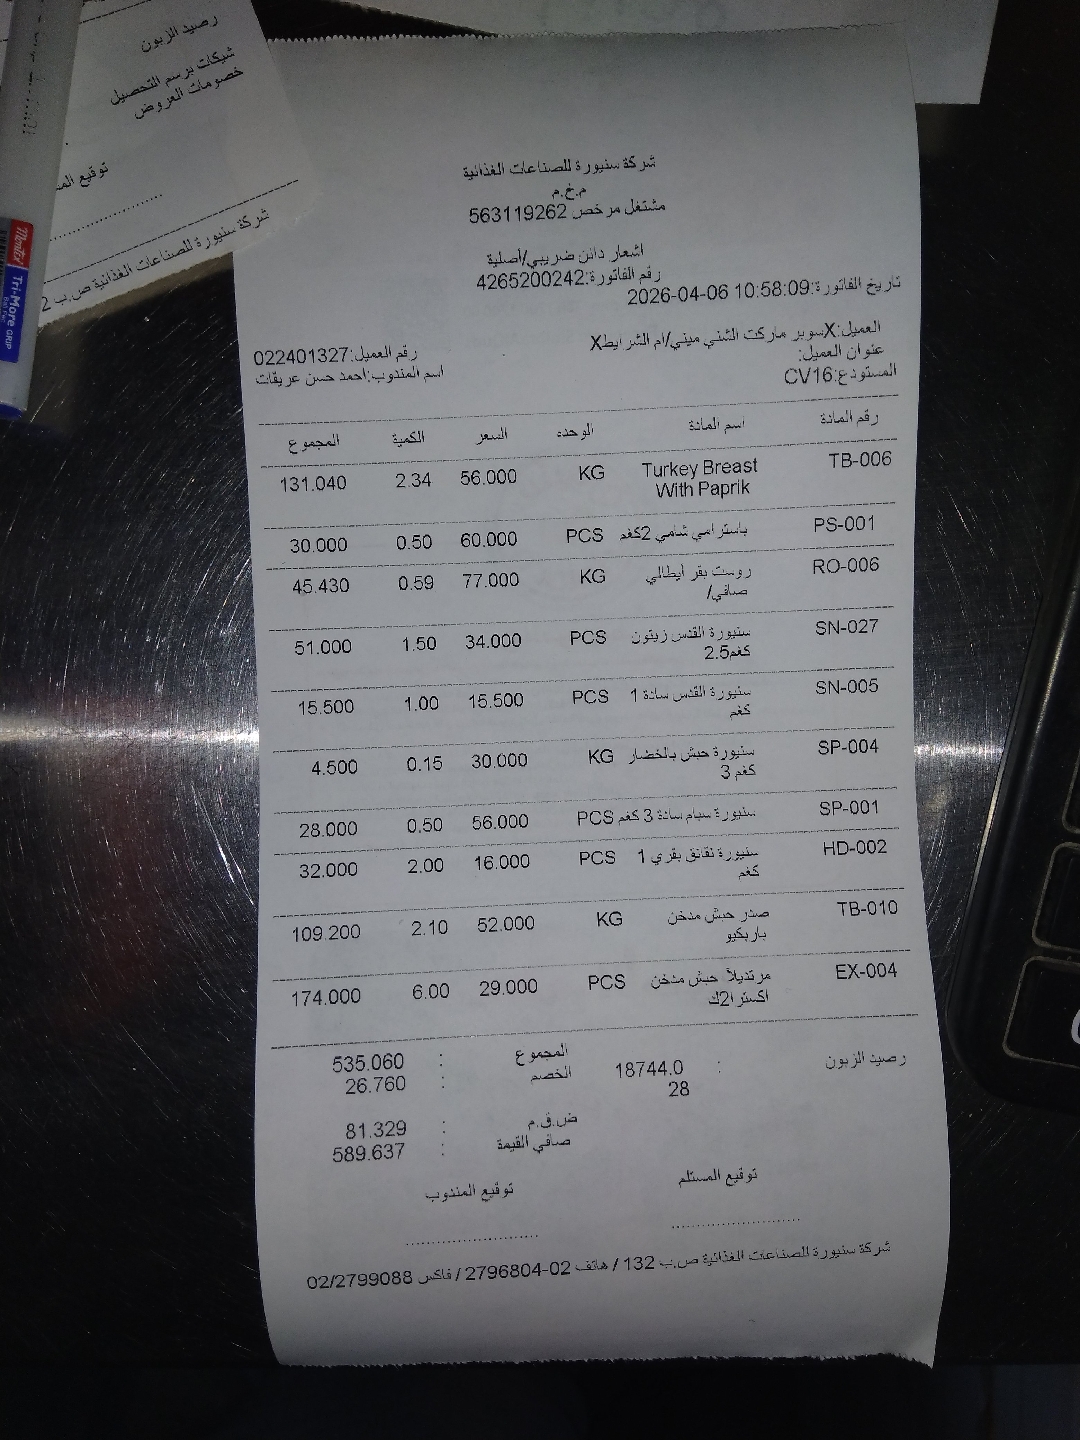 رصيد الزبون
شيكات برسم التحصيل
خصومات العروض
توقيع
شركة سنيورة للصناعات الغذائية ص.ب 2
Tri-More GRIP
شركة سنيورة للصناعات الغذائية
م.خ.م
مشتغل مرخص 563119262
اشعار دائن ضريبي/أصلية
رقم الفاتورة:4265200242
تاريخ الفاتورة:2026-04-06 10:58:09
العميل:Xسوبر ماركت الشني ميني/ام الشرايطX
رقم العميل:022401327
عنوان العميل:
اسم المندوب:احمد حسن عريقات
المستودع:CV16
رقم المادة اسم المادة الوحده السعر الكمية المجموع
TB-006 Turkey Breast KG 56.000 2.34 131.040
With Paprik
PS-001 باسترامي شامي 2كغم PCS 60.000 0.50 30.000
RO-006 روست بقر ايطالي KG 77.000 0.59 45.430
صافي/
SN-027 سنيورة القدس زيتون PCS 34.000 1.50 51.000
كغم2.5
SN-005 سنيورة القدس سادة 1 PCS 15.500 1.00 15.500
كغم
SP-004 سنيورة حبش بالخضار KG 30.000 0.15 4.500
كغم 3
SP-001 سنيورة سيام سادة 3 كغم PCS 56.000 0.50 28.000
HD-002 سنيورة نقانق بقري 1 PCS 16.000 2.00 32.000
كغم
TB-010 صدر حبش مدخن KG 52.000 2.10 109.200
باربكيو
EX-004 مرتديلا حبش مدخن PCS 29.000 6.00 174.000
اكسترا2ك
رصيد الزبون : 18744.0
28
المجموع : 535.060
الخصم : 26.760
ض.ق.م : 81.329
صافي القيمة : 589.637
توقيع المستلم توقيع المندوب
شركة سنيورة للصناعات الغذائية ص.ب 132 / هاتف 02-2796804 / فاكس 02/2799088